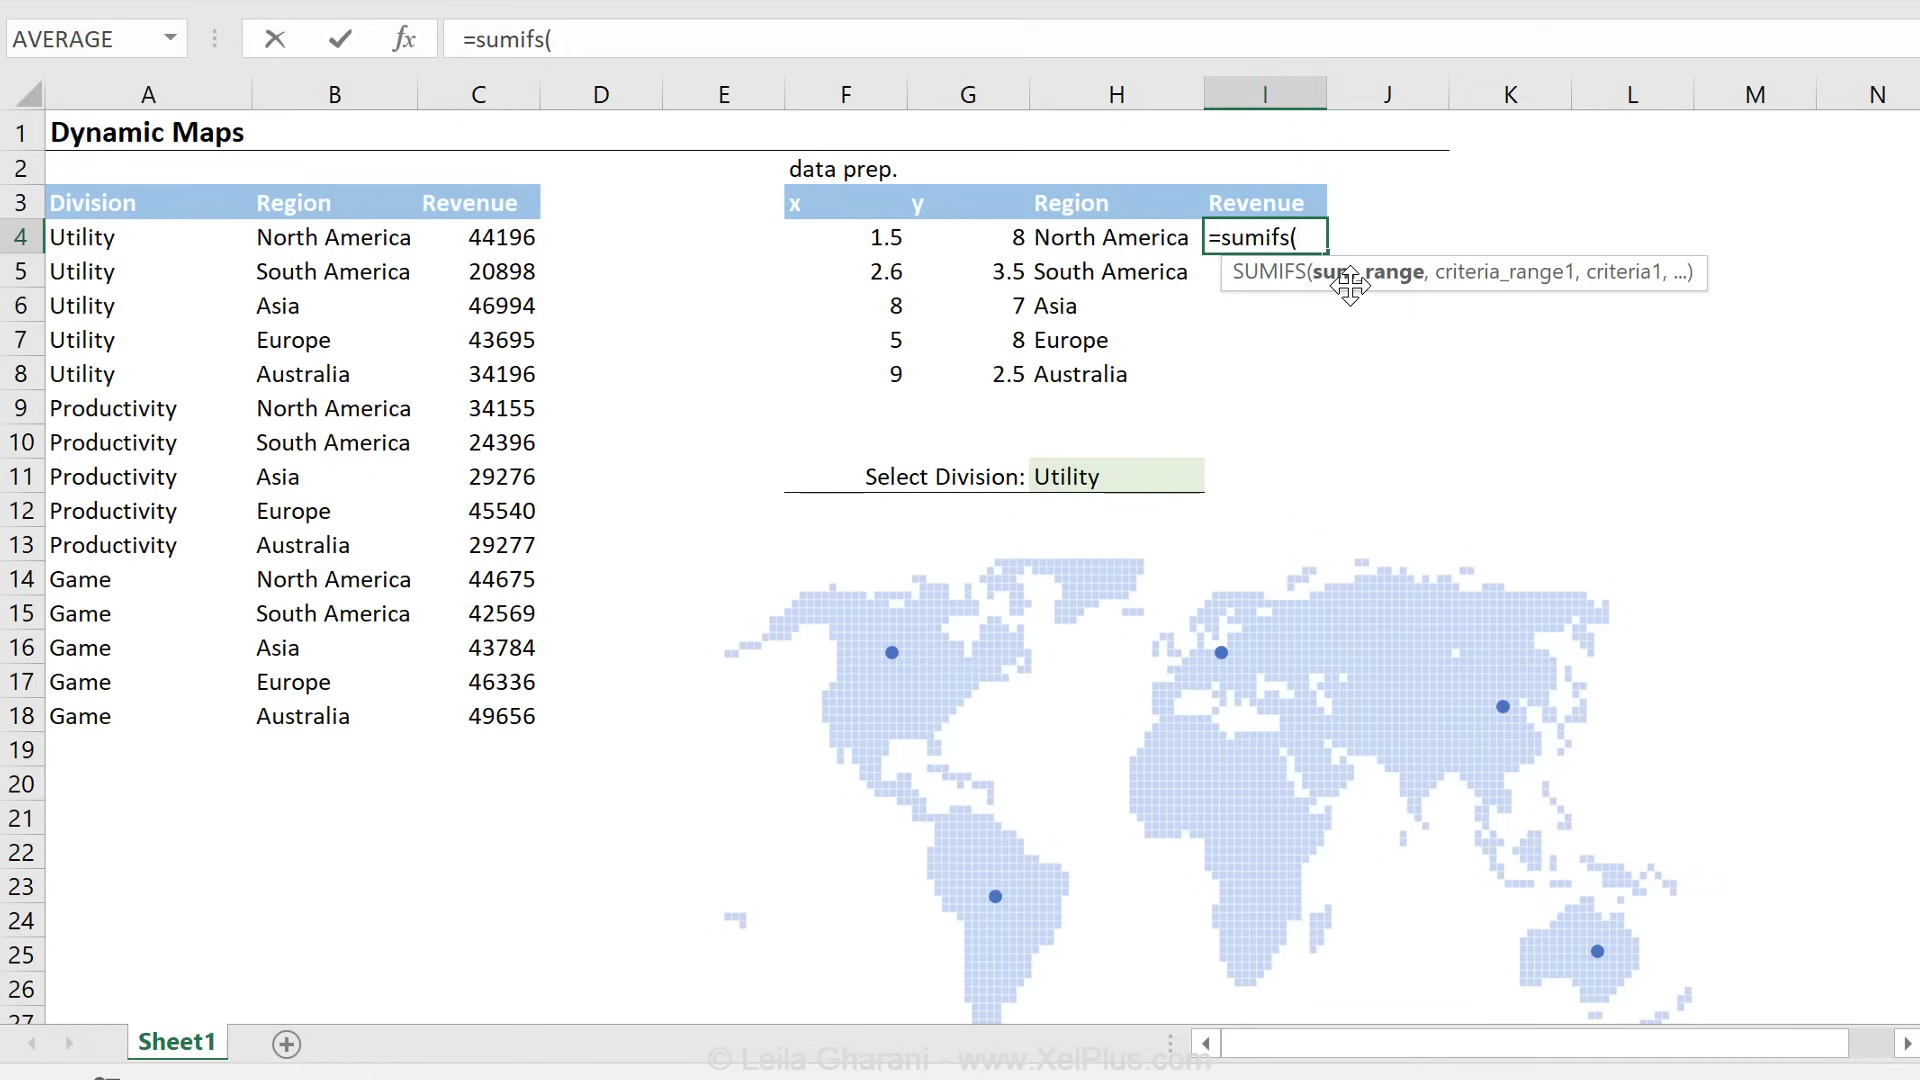 AVERAGE fx =sumifs(
A B C D E F G H I J K L M N
1 Dynamic Maps
2 data prep.
3 Division Region Revenue x y Region Revenue
4 Utility North America 44196 1.5 8 North America =sumifs(
5 Utility South America 20898 2.6 3.5 South America SUMIFS(sum_range, criteria_range1, criteria1, ...)
6 Utility Asia 46994 8 7 Asia
7 Utility Europe 43695 5 8 Europe
8 Utility Australia 34196 9 2.5 Australia
9 Productivity North America 34155
10 Productivity South America 24396
11 Productivity Asia 29276 Select Division: Utility
12 Productivity Europe 45540
13 Productivity Australia 29277
14 Game North America 44675
15 Game South America 42569
16 Game Asia 43784
17 Game Europe 46336
18 Game Australia 49656
19
20
21
22
23
24
25
26
27
Sheet1
© Leila Gharani - www.XelPlus.com